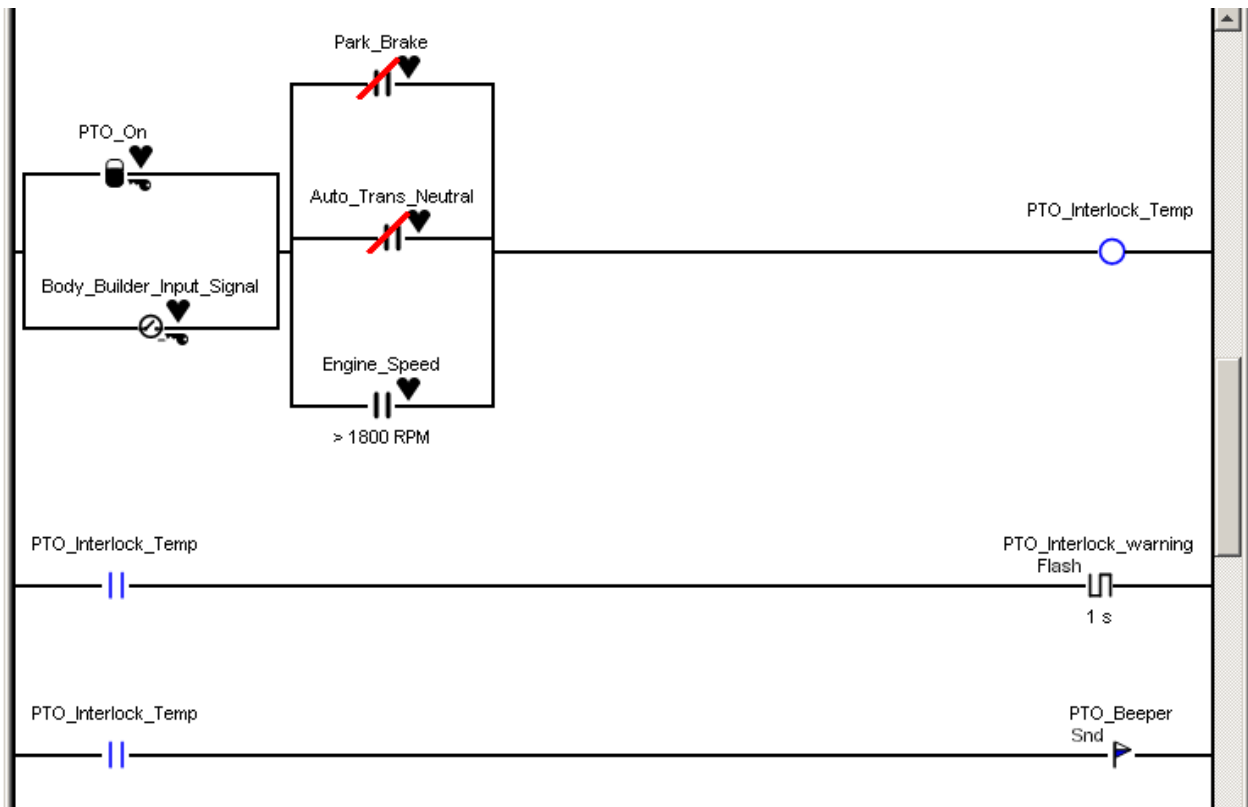 Park_Brake
PTO_On
Auto_Trans_Neutral
PTO_Interlock_Temp
Body_Builder_Input_Signal
Engine_Speed
> 1800 RPM
PTO_Interlock_Temp
PTO_Interlock_warning
Flash
1 s
PTO_Interlock_Temp
PTO_Beeper
Snd